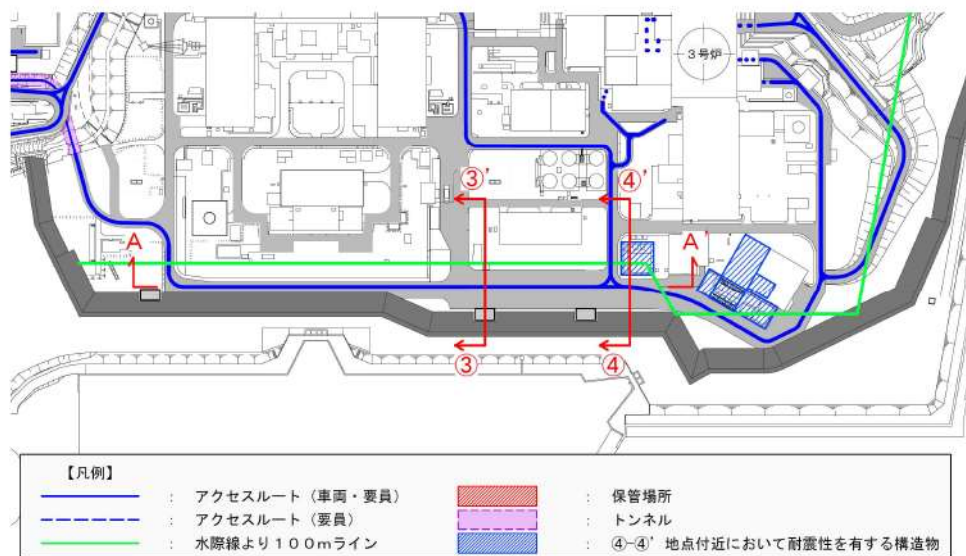 3号炉
③’
④’
A
A’
③
④
【凡例】
： アクセスルート（車両・要員）
： アクセスルート（要員）
： 水際線より１００ｍライン
： 保管場所
： トンネル
： ④-④’地点付近において耐震性を有する構造物